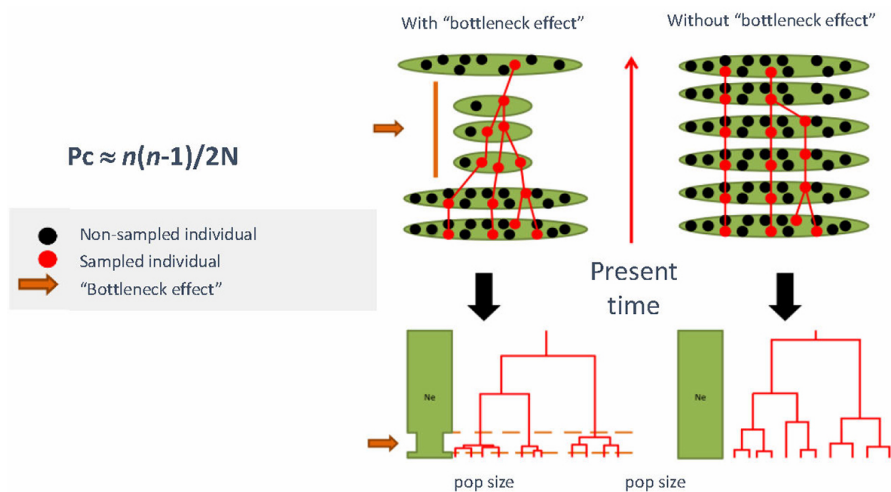 With “bottleneck effect”
Without “bottleneck effect”
Pc ≈ n(n-1)/2N
Non-sampled individual
Sampled individual
“Bottleneck effect”
Present
time
Ne
Ne
pop size
pop size